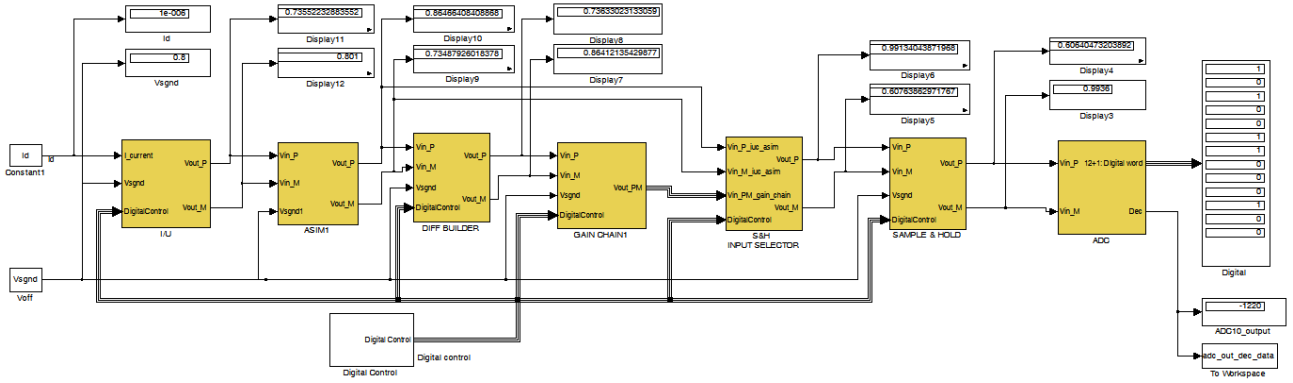 1e-006
Id
0.8
Vsgnd
0.73552232883552
Display11
0.801
Display12
0.86466408408868
Display10
0.73487926018378
Display9
0.73633023133059
Display8
0.86412135429877
Display7
0.99134043871968
Display6
0.60763862971767
Display5
0.60640473203892
Display4
0.9936
Display3
1
0
1
0
0
1
1
0
0
0
1
0
0
Digital
Id
Constant1
Id
I_current
Vsgnd
DigitalControl
Vout_P
Vout_M
I/U
Vin_P
Vin_M
Vsgnd1
Vout_P
Vout_M
ASIM1
Vin_P
Vin_M
Vsgnd
DigitalControl
Vout_P
Vout_M
DIFF BUILDER
Vin_P
Vin_M
Vsgnd
DigitalControl
Vout_PM
GAIN CHAIN1
Vin_P_iuc_asim
Vin_M_iuc_asim
Vin_PM_gain_chain
DigitalControl
Vout_P
Vout_M
S&H
INPUT SELECTOR
Vin_P
Vin_M
Vsgnd
DigitalControl
Vout_P
Vout_M
SAMPLE & HOLD
Vin_P
Vin_M
12+1: Digital word
Dec
ADC
Vsgnd
Voff
Digital Control
Digital Control
Digital control
-1220
ADC10_output
adc_out_dec_data
To Workspace